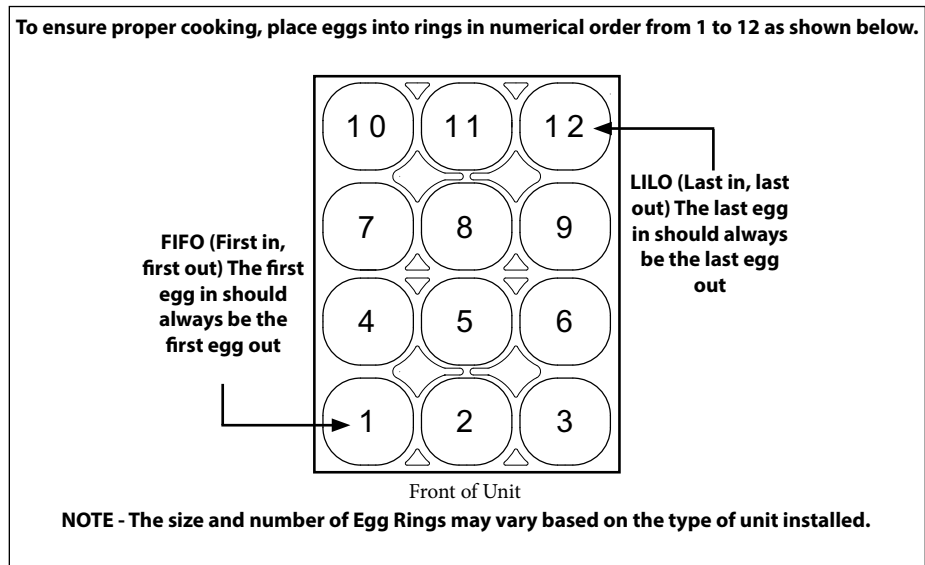 To ensure proper cooking, place eggs into rings in numerical order from 1 to 12 as shown below.
10 11 12
LILO (Last in, last
out) The last egg
in should always
be the last egg
out
7 8 9
FIFO (First in,
first out) The first
egg in should
always be the
first egg out
4 5 6
1 2 3
Front of Unit
NOTE - The size and number of Egg Rings may vary based on the type of unit installed.